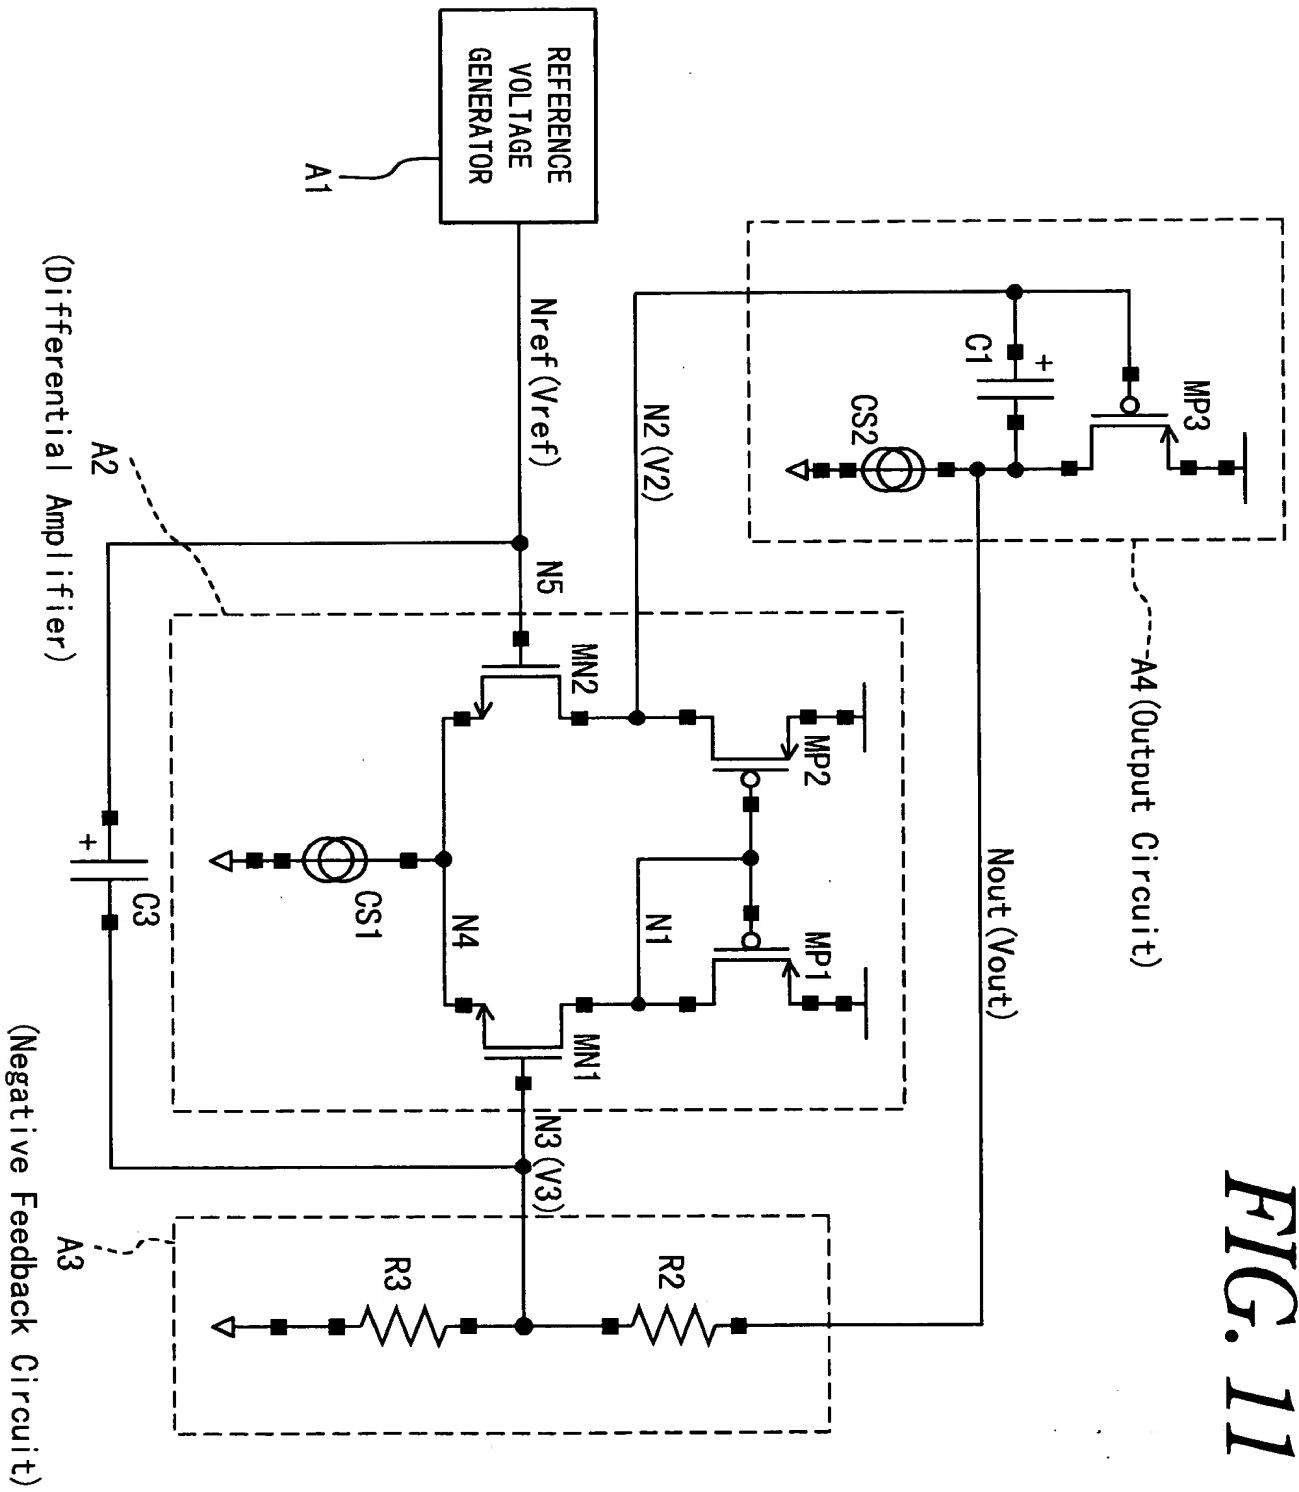 FIG. 11
A4(Output Circuit)
MP3
C1
+
CS2
Nout(Vout)
REFERENCE
VOLTAGE
GENERATOR
A1
Nref(Vref)
N2(V2)
N5
MN2
MP2
MP1
N1
MN1
N3(V3)
N4
CS1
R2
R3
A2
(Differential Amplifier)
+
C3
A3
(Negative Feedback Circuit)